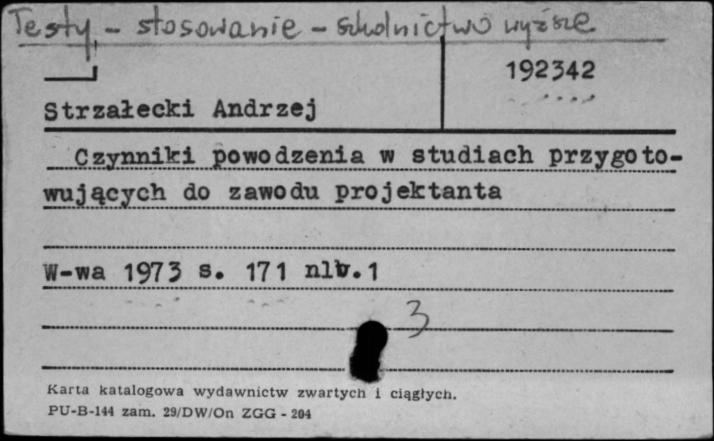 Testy - stosowanie - szkolnictwo wyższe
192342
Strzałecki Andrzej
Czynniki powodzenia w studiach przygoto-
wujących do zawodu projektanta
W-wa 1973 s. 171 nlb.1
3
Karta katalogowa wydawnictw zwartych i ciągłych.
PU-B-144 zam. 29/DW/On ZGG - 204